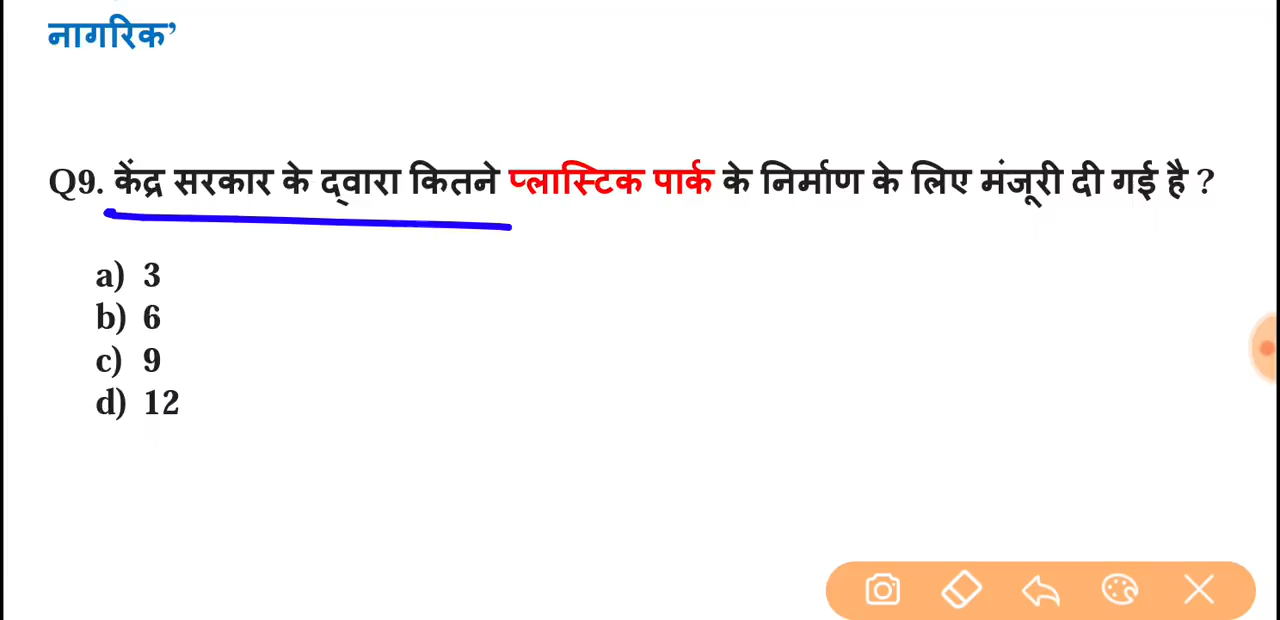 नागरिक’
Q9. केंद्र सरकार के द्वारा कितने प्लास्टिक पार्क के निर्माण के लिए मंजूरी दी गई है ?
a) 3
b) 6
c) 9
d) 12